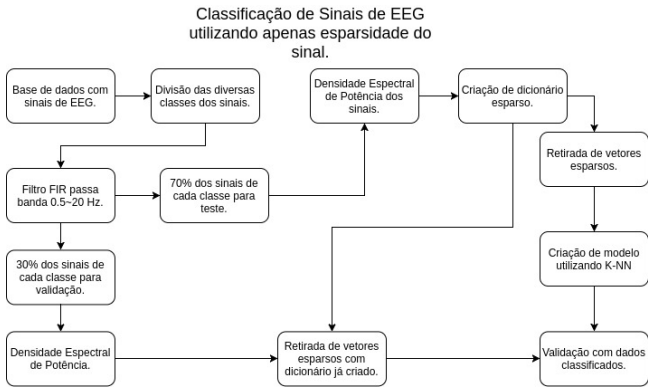 Classificação de Sinais de EEG
utilizando apenas esparsidade do
sinal.
Base de dados com
sinais de EEG.
Divisão das diversas
classes dos sinais.
Densidade Espectral
de Potência dos
sinais.
Criação de dicionário
esparso.
Retirada de vetores
esparsos.
Filtro FIR passa
banda 0.5~20 Hz.
70% dos sinais de
cada classe para
teste.
30% dos sinais de
cada classe para
validação.
Criação de modelo
utilizando K-NN
Densidade Espectral
de Potência.
Retirada de vetores
esparsos com
dicionário já criado.
Validação com dados
classificados.